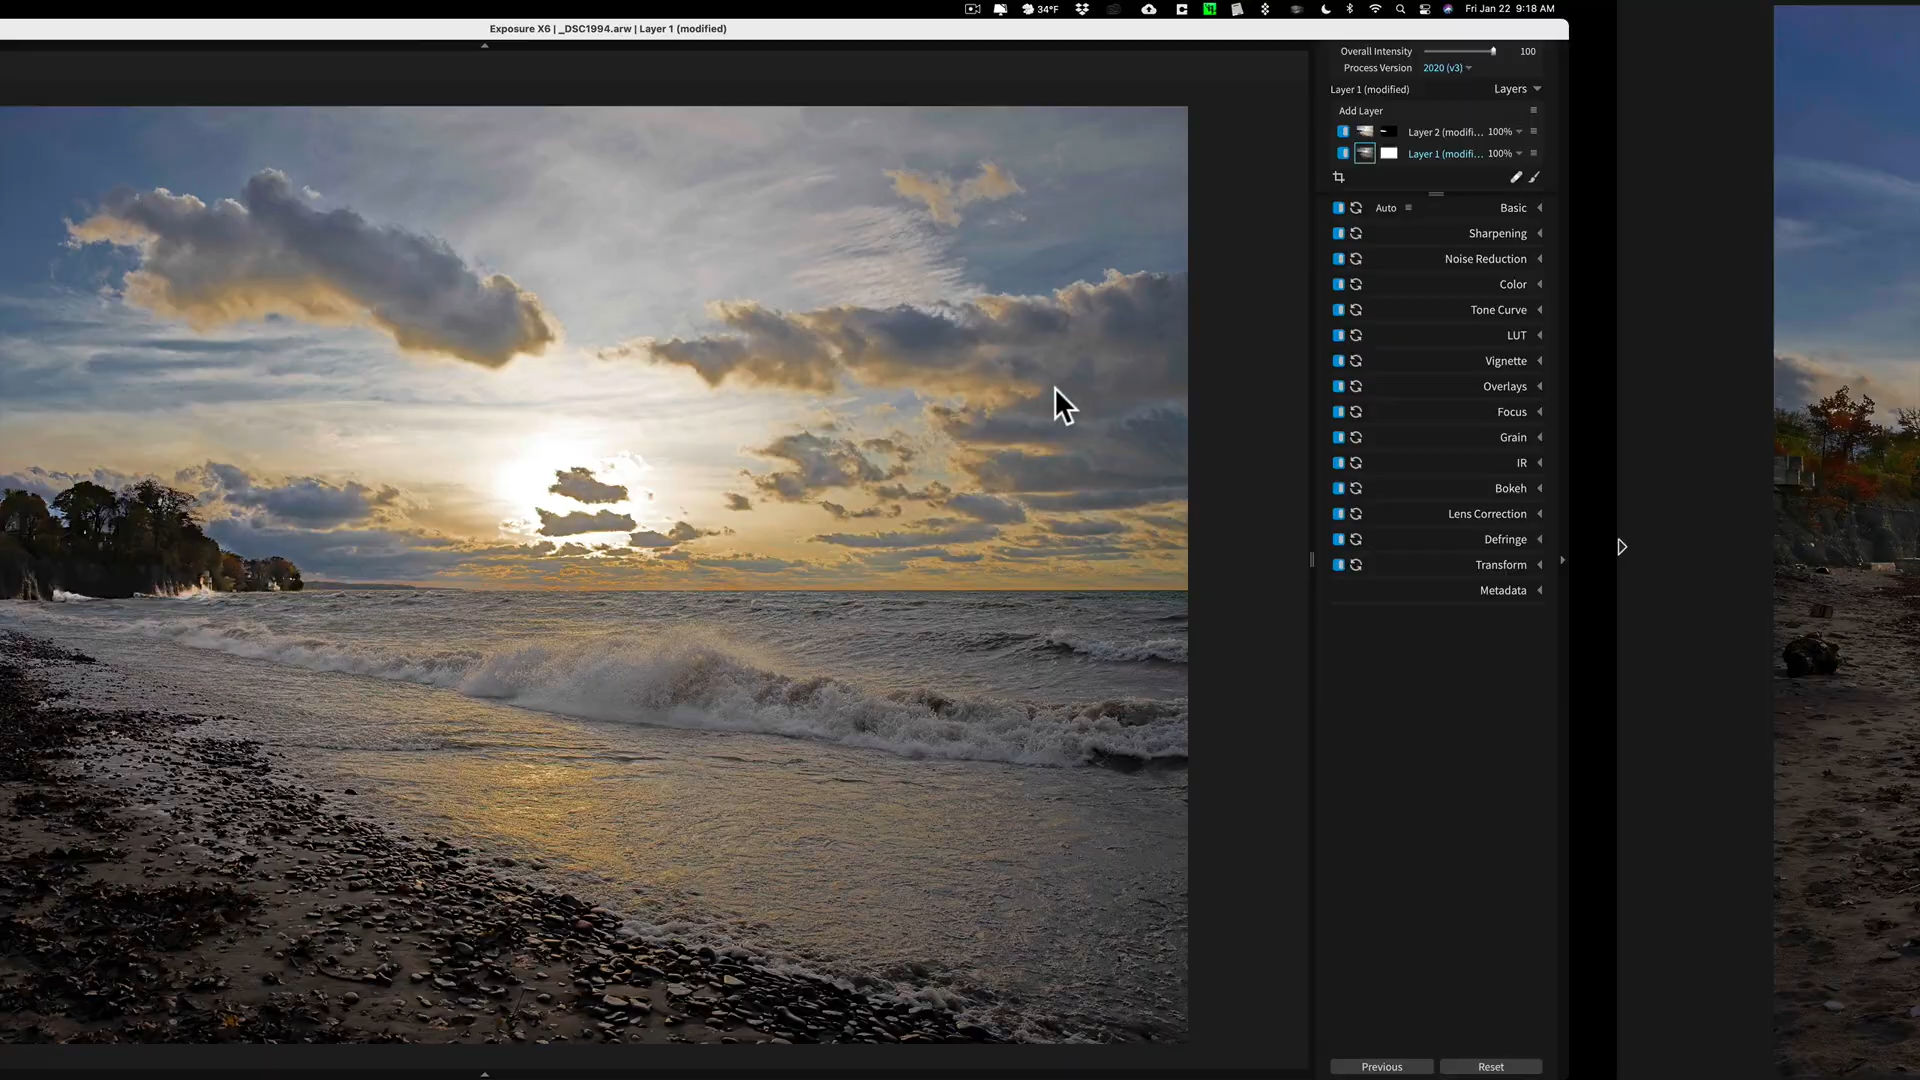 34°F
Fri Jan 22 9:18 AM
Exposure X6 | _DSC1994.arw | Layer 1 (modified)
Overall Intensity 100
Process Version 2020 (v3)
Layer 1 (modified) Layers
Add Layer
Layer 2 (modifi... 100%
Layer 1 (modifi... 100%
Auto Basic
Sharpening
Noise Reduction
Color
Tone Curve
LUT
Vignette
Overlays
Focus
Grain
IR
Bokeh
Lens Correction
Defringe
Transform
Metadata
Previous Reset